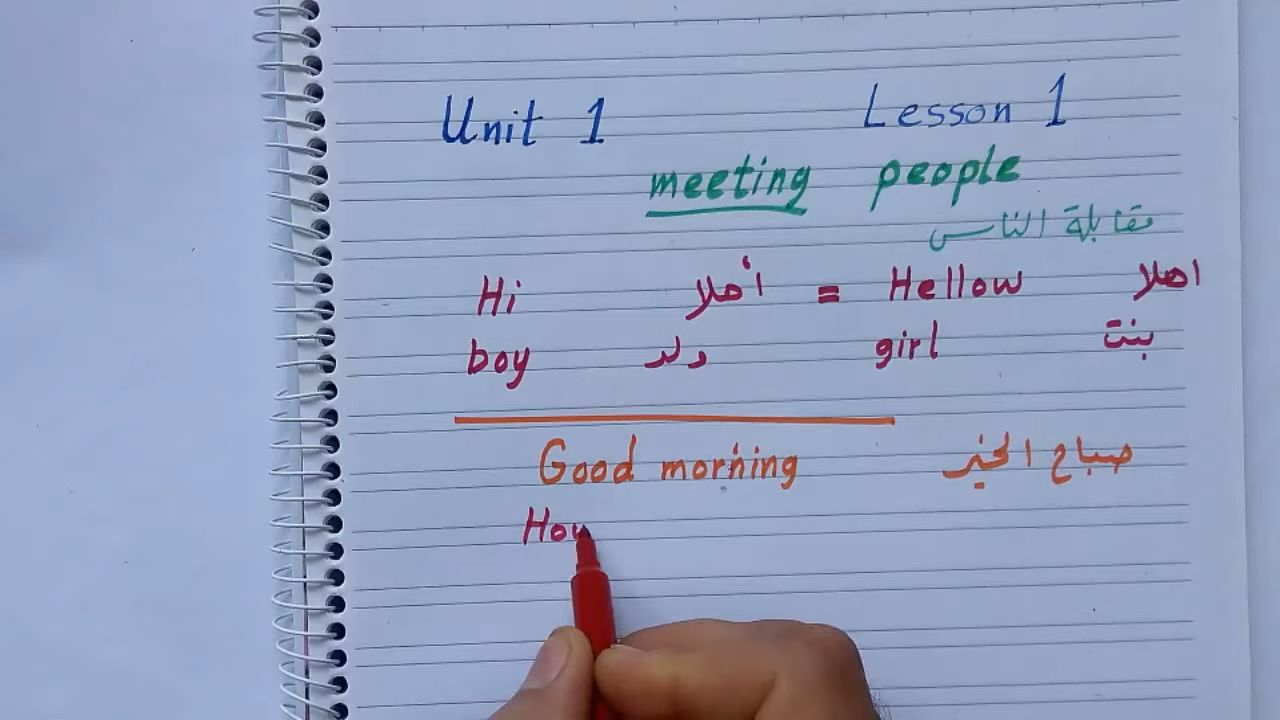 Unit 1 Lesson 1
meeting people
مقابلة الناس
Hi أهلا = Hellow اهلا
boy ولد girl بنت
Good morning صباح الخير
How